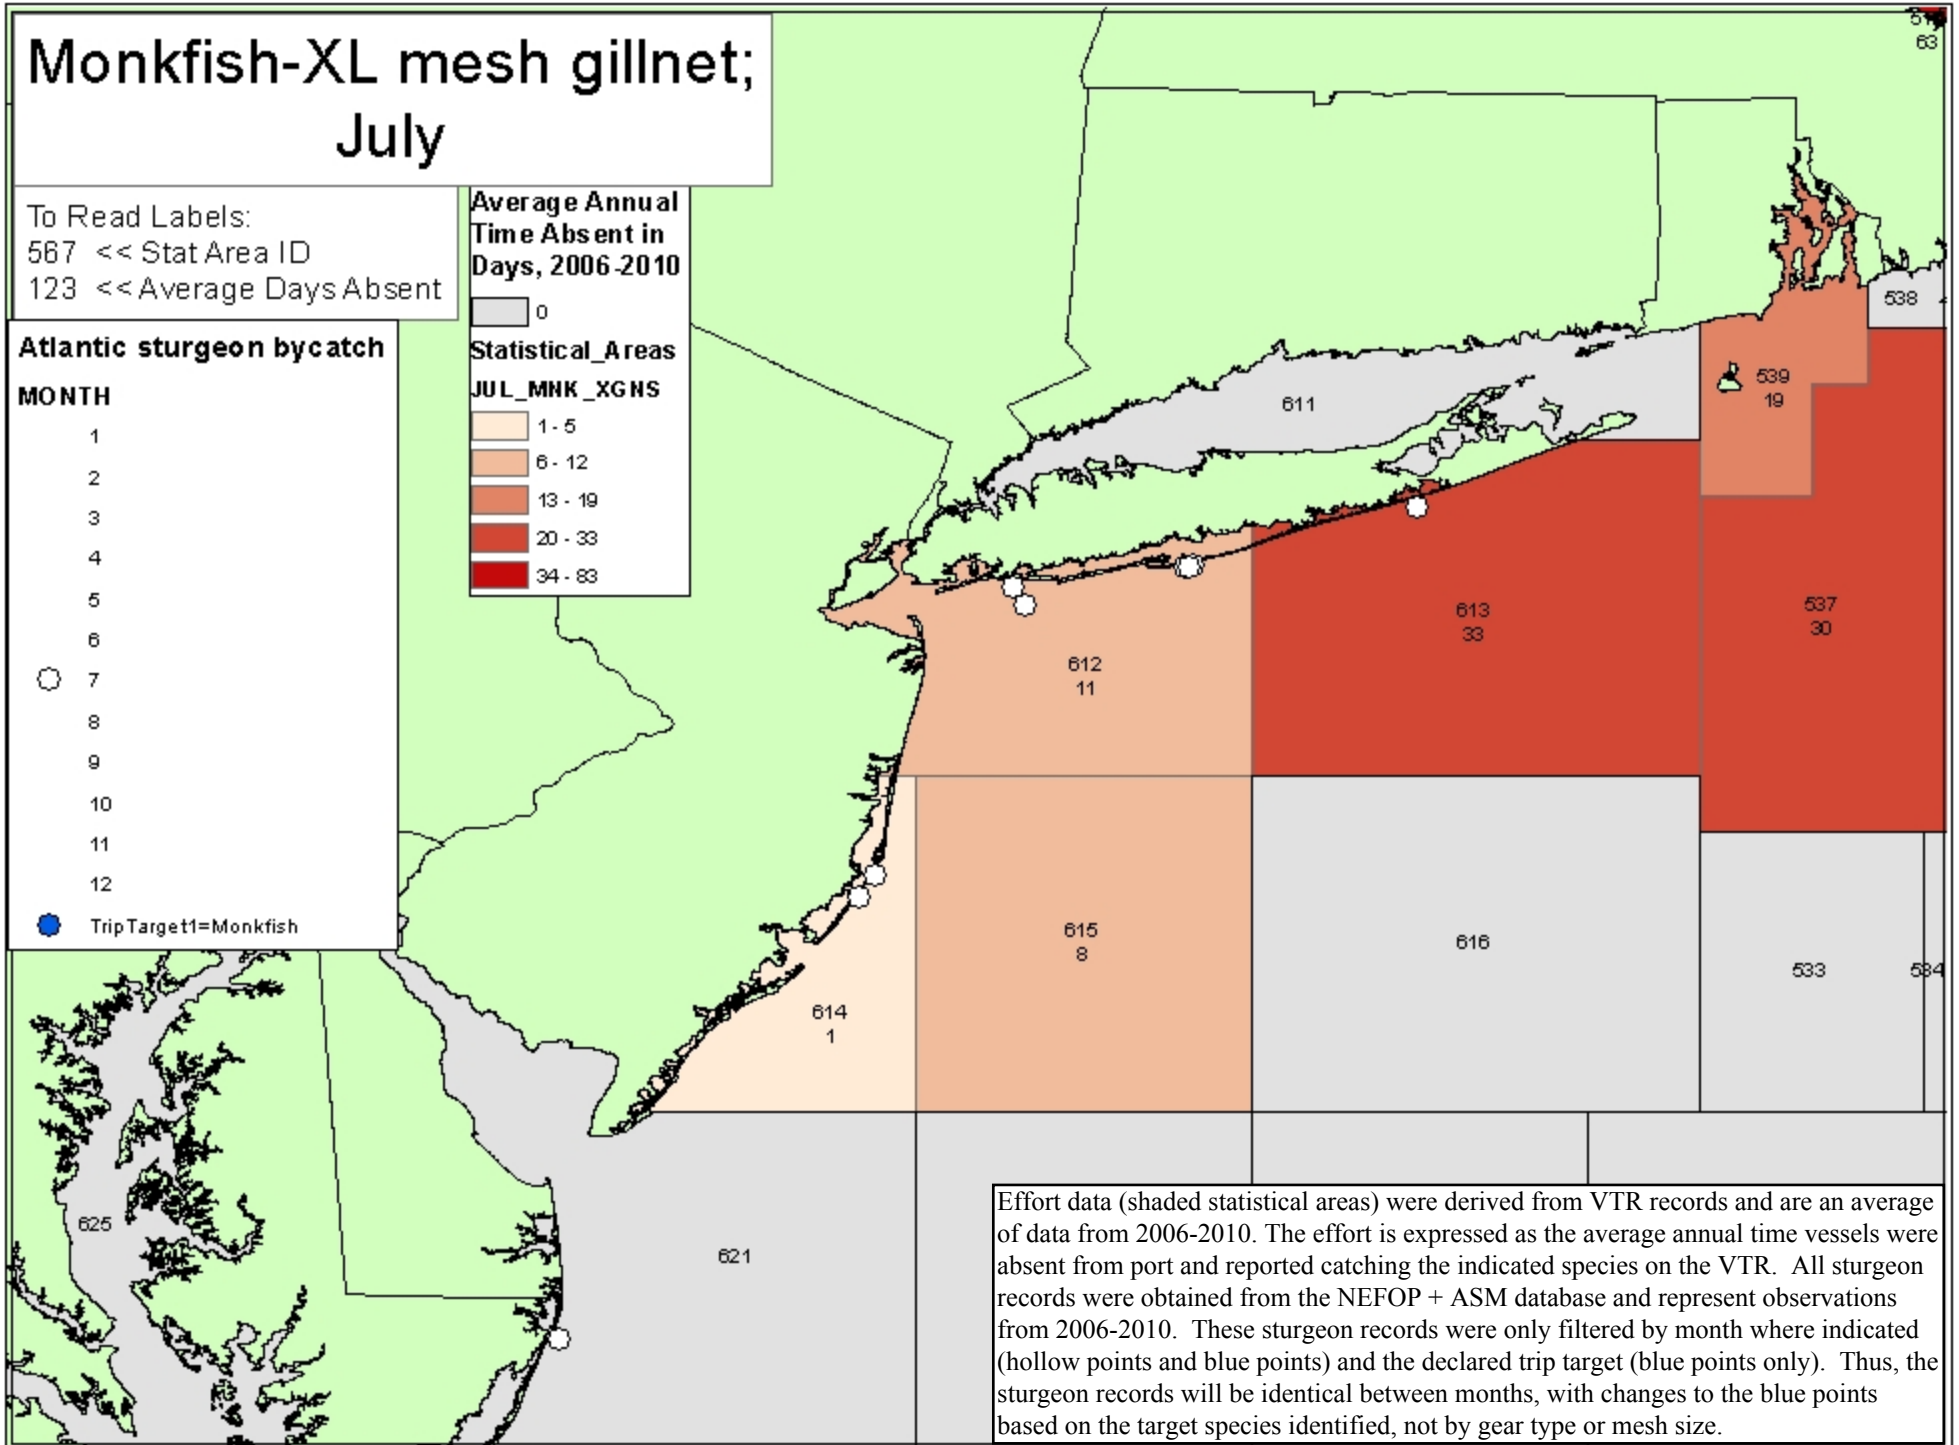 Monkfish-XL mesh gillnet;
July
To Read Labels:
567 << Stat Area ID
123 << Average Days Absent
Average Annual
Time Absent in
Days, 2006-2010
0
Statistical_Areas
JUL_MNK_XGNS
1 - 5
6 - 12
13 - 19
20 - 33
34 - 83
Atlantic sturgeon bycatch
MONTH
1
2
3
4
5
6
7
8
9
10
11
12
TripTarget1=Monkfish
63
538
539
19
611
613
33
537
30
612
11
615
8
616
533
534
614
1
625
621
Effort data (shaded statistical areas) were derived from VTR records and are an average
of data from 2006-2010. The effort is expressed as the average annual time vessels were
absent from port and reported catching the indicated species on the VTR. All sturgeon
records were obtained from the NEFOP + ASM database and represent observations
from 2006-2010. These sturgeon records were only filtered by month where indicated
(hollow points and blue points) and the declared trip target (blue points only). Thus, the
sturgeon records will be identical between months, with changes to the blue points
based on the target species identified, not by gear type or mesh size.